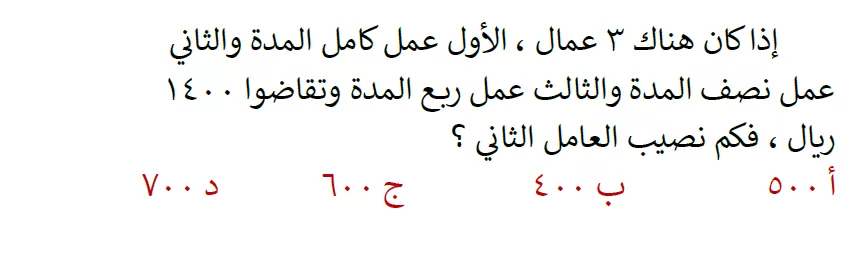 إذا كان هناك ٣ عمال ، الأول عمل كامل المدة والثاني
عمل نصف المدة والثالث عمل ربع المدة وتقاضوا ١٤٠٠
ريال ، فكم نصيب العامل الثاني ؟
أ ٥٠٠ ب ٤٠٠ ج ٦٠٠ د ٧٠٠